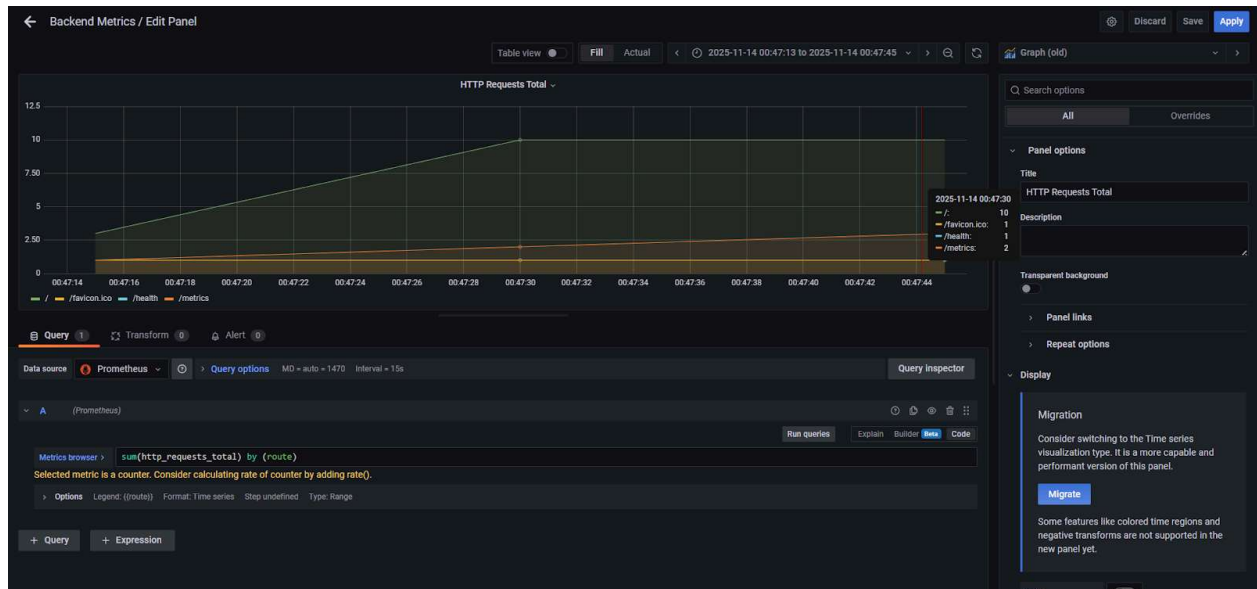 Backend Metrics / Edit Panel
Discard Save Apply
Table view Fill Actual 2025-11-14 00:47:13 to 2025-11-14 00:47:45
Graph (old)
HTTP Requests Total
12.5
10
7.50
5
2.50
0
00:47:14 00:47:16 00:47:18 00:47:20 00:47:22 00:47:24 00:47:26 00:47:28 00:47:30 00:47:32 00:47:34 00:47:36 00:47:38 00:47:40 00:47:42 00:47:44
/ /favicon.ico /health /metrics
2025-11-14 00:47:30
/: 10
/favicon.ico: 1
/health: 1
/metrics: 2
Query 1 Transform 0 Alert 0
Data source Prometheus Query options MD = auto = 1470 Interval = 15s Query inspector
A (Prometheus)
Run queries Explain Builder Beta Code
Metrics browser > sum(http_requests_total) by (route)
Selected metric is a counter. Consider calculating rate of counter by adding rate().
Options Legend: {{route}} Format: Time series Step undefined Type: Range
+ Query + Expression
Search options
All Overrides
Panel options
Title
HTTP Requests Total
Description
Transparent background
Panel links
Repeat options
Display
Migration
Consider switching to the Time series
visualization type. It is a more capable and
performant version of this panel.
Migrate
Some features like colored time regions and
negative transforms are not supported in the
new panel yet.